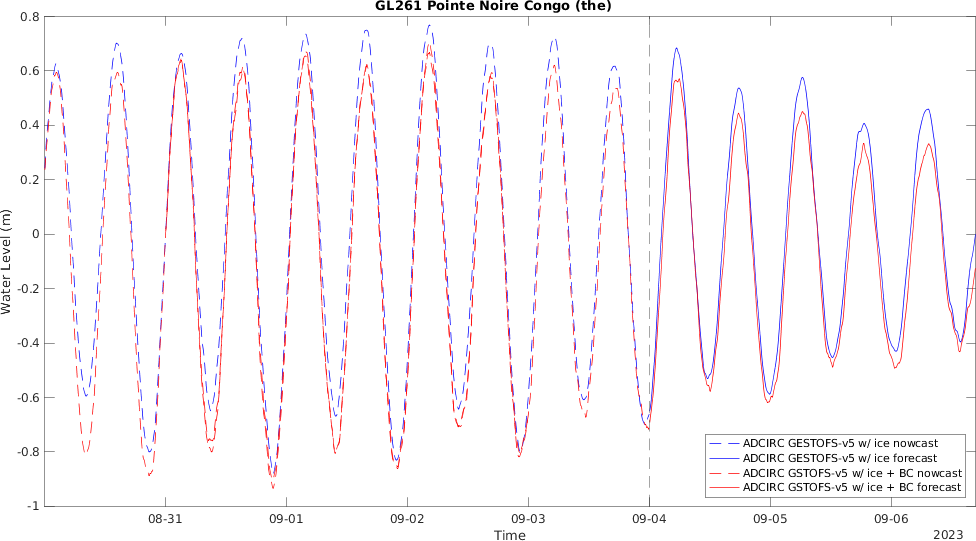 GL261 Pointe Noire Congo (the)
0.8
0.6
0.4
0.2
0
-0.2
-0.4
-0.6
-0.8
-1
Water Level (m)
08-31
09-01
09-02
09-03
09-04
09-05
09-06
Time
2023
ADCIRC GESTOFS-v5 w/ ice nowcast
ADCIRC GESTOFS-v5 w/ ice forecast
ADCIRC GSTOFS-v5 w/ ice + BC nowcast
ADCIRC GSTOFS-v5 w/ ice + BC forecast